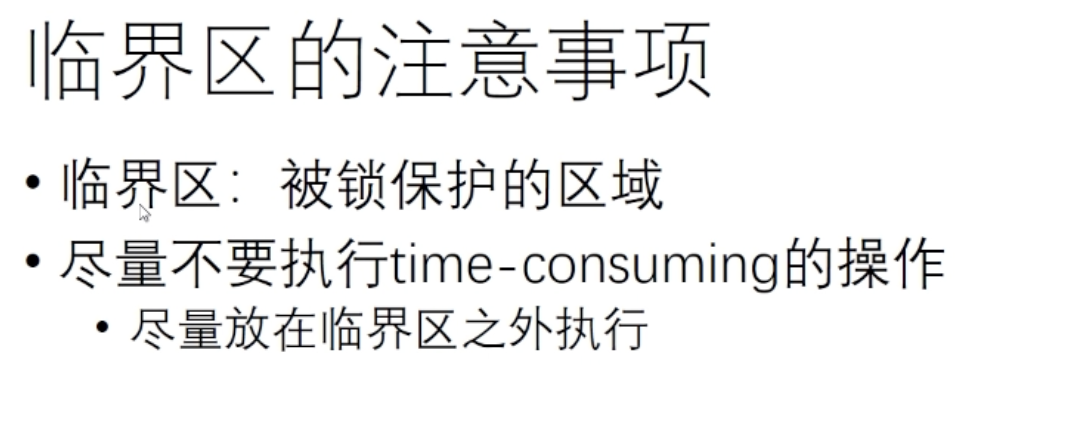 临界区的注意事项
• 临界区：被锁保护的区域
• 尽量不要执行time-consuming的操作
• 尽量放在临界区之外执行